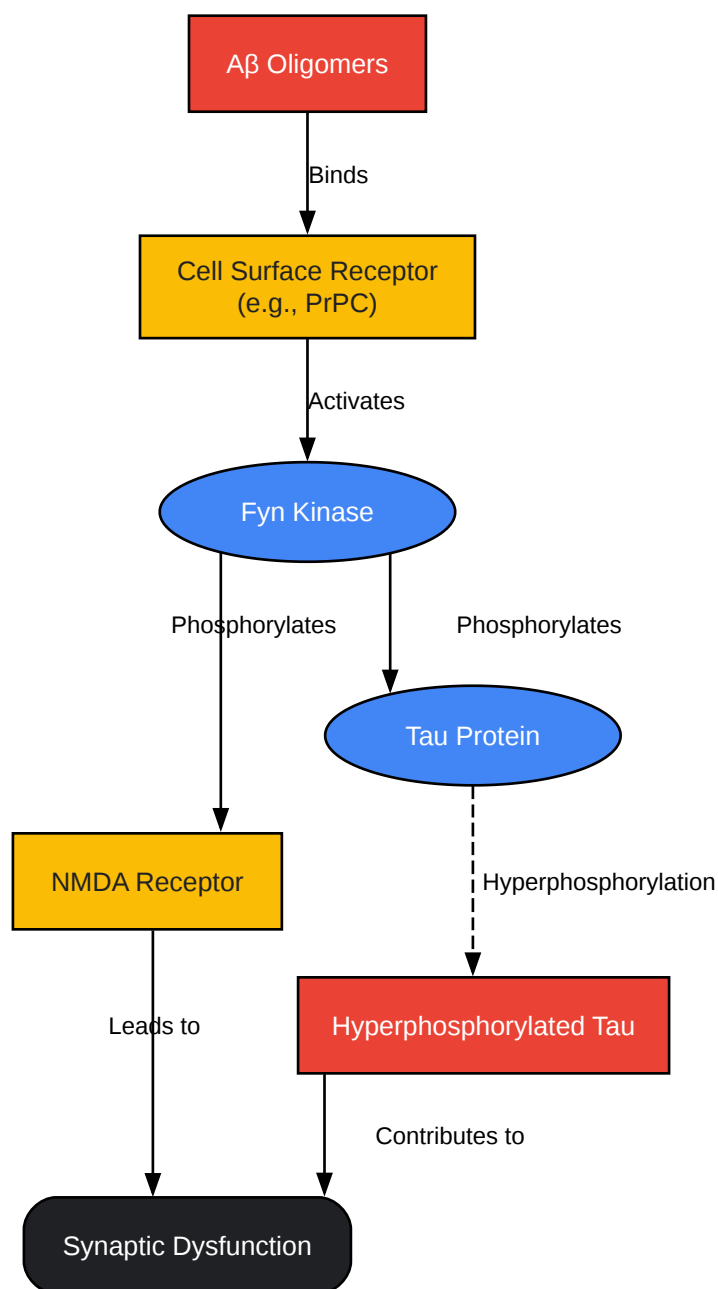 Aβ Oligomers
Binds
Cell Surface Receptor
(e.g., PrPC)
Activates
Fyn Kinase
Phosphorylates
Phosphorylates
Tau Protein
NMDA Receptor
Hyperphosphorylation
Leads to
Hyperphosphorylated Tau
Contributes to
Synaptic Dysfunction